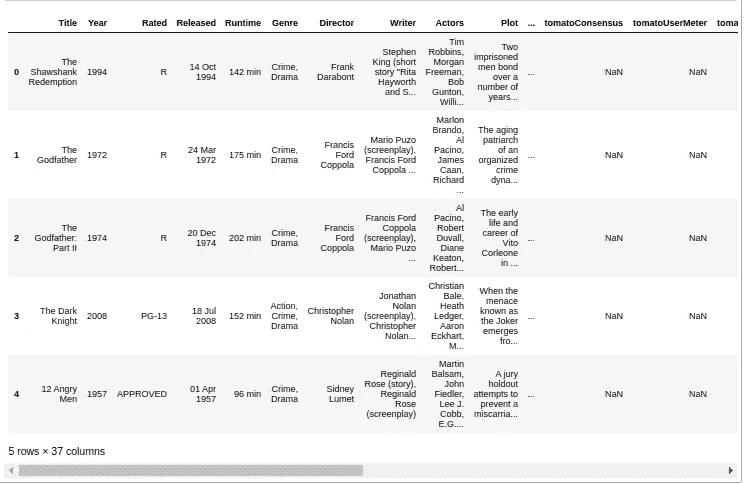 Title Year Rated Released Runtime Genre Director Writer Actors Plot ... tomatoConsensus tomatoUserMeter toma
0
The
Shawshank
Redemption
1994
R
14 Oct
1994
142 min
Crime,
Drama
Frank
Darabont
Stephen
King (short
story "Rita
Hayworth
and S...
Tim
Robbins,
Morgan
Freeman,
Bob
Gunton,
Willi...
Two
imprisoned
men bond
over a
number of
years...
...
NaN
NaN
1
The
Godfather
1972
R
24 Mar
1972
175 min
Crime,
Drama
Francis
Ford
Coppola
Mario Puzo
(screenplay),
Francis Ford
Coppola ...
Marlon
Brando,
Al
Pacino,
James
Caan,
Richard
...
The aging
patriarch
of an
organized
crime
dyna...
...
NaN
NaN
2
The
Godfather:
Part II
1974
R
20 Dec
1974
202 min
Crime,
Drama
Francis
Ford
Coppola
Francis Ford
Coppola
(screenplay),
Mario Puzo
...
Al
Pacino,
Robert
Duvall,
Diane
Keaton,
Robert...
The early
life and
career of
Vito
Corleone
in ...
...
NaN
NaN
3
The Dark
Knight
2008
PG-13
18 Jul
2008
152 min
Action,
Crime,
Drama
Christopher
Nolan
Jonathan
Nolan
(screenplay),
Christopher
Nolan...
Christian
Bale,
Heath
Ledger,
Aaron
Eckhart,
M...
When the
menace
known as
the Joker
emerges
fro...
...
NaN
NaN
4
12 Angry
Men
1957
APPROVED
01 Apr
1957
96 min
Crime,
Drama
Sidney
Lumet
Reginald
Rose (story),
Reginald
Rose
(screenplay)
Martin
Balsam,
John
Fiedler,
Lee J.
Cobb,
E.G....
A jury
holdout
attempts to
prevent a
miscarria...
...
NaN
NaN
5 rows × 37 columns